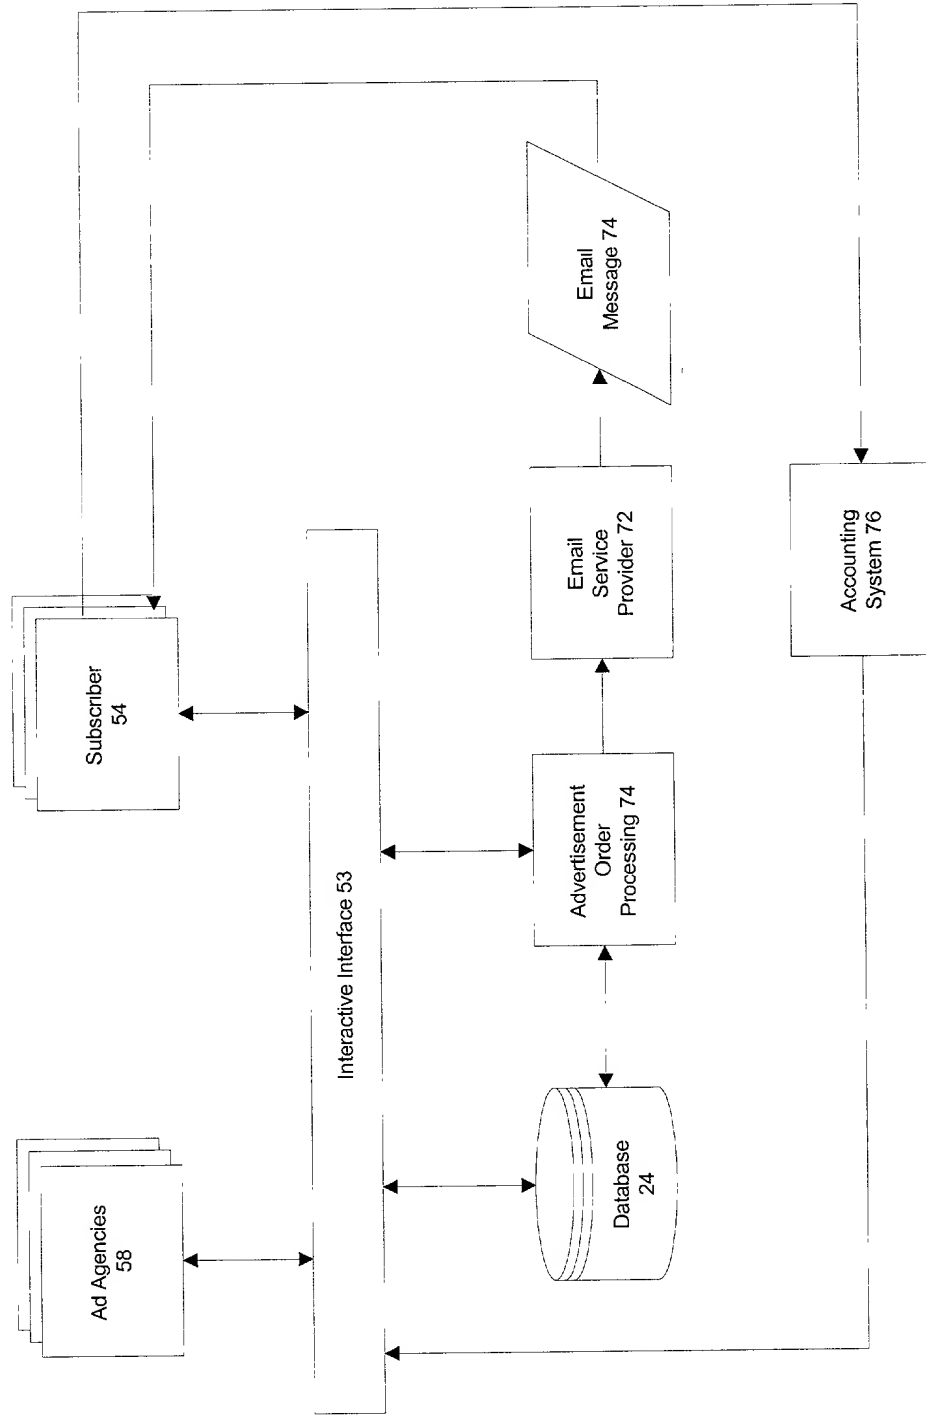 Ad Agencies
58
Subscriber
54
Interactive Interface 53
Database
24
Advertisement
Order
Processing 74
Email
Service
Provider 72
Email
Message 74
Accounting
System 76